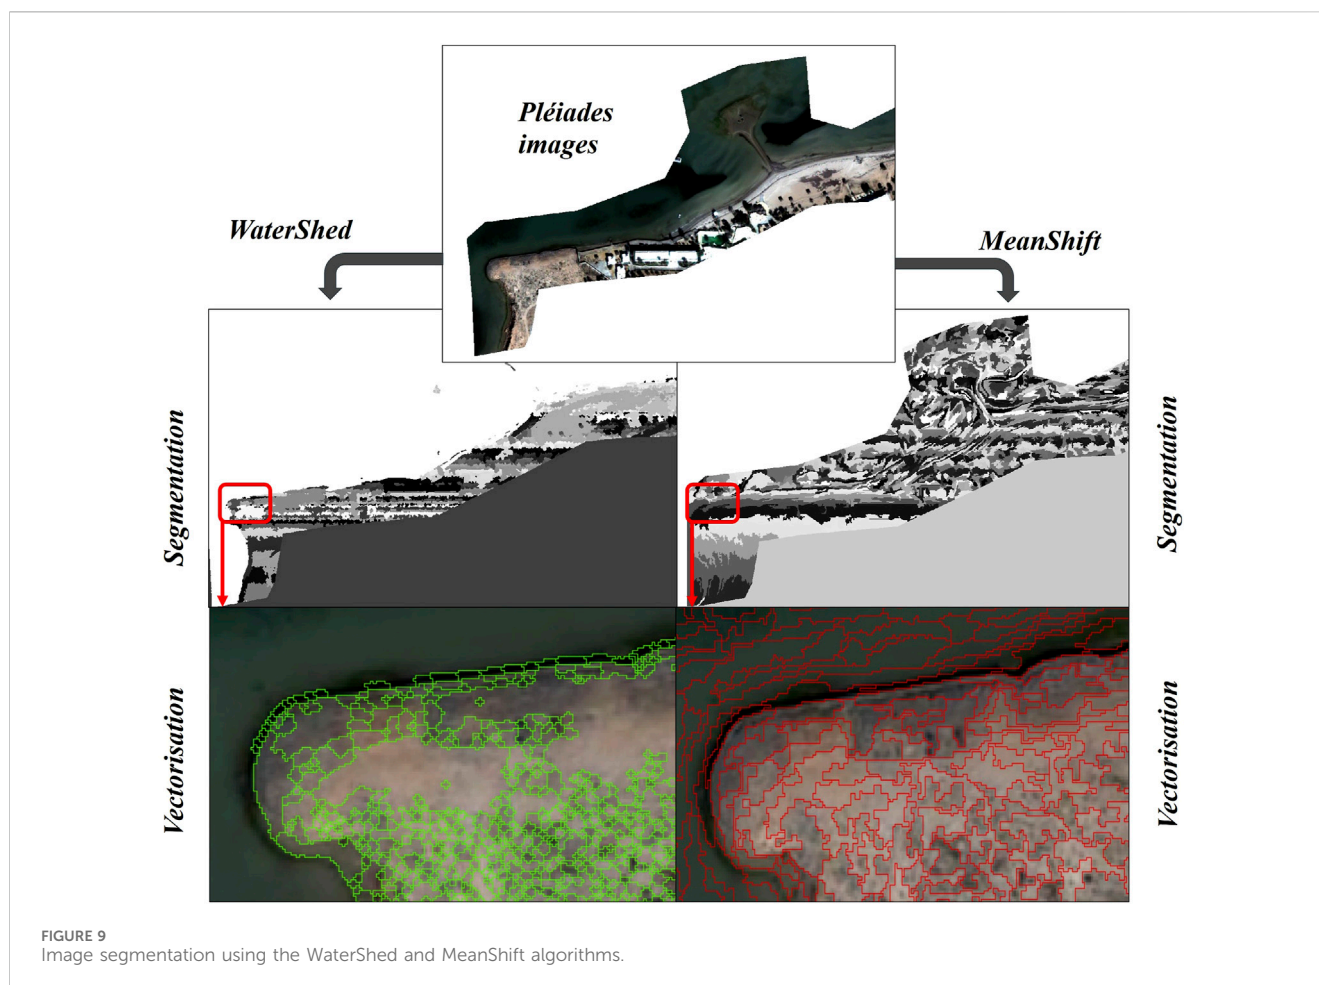 Pléiades
images
WaterShed
MeanShift
Segmentation
Segmentation
Vectorisation
Vectorisation
FIGURE 9
Image segmentation using the WaterShed and MeanShift algorithms.